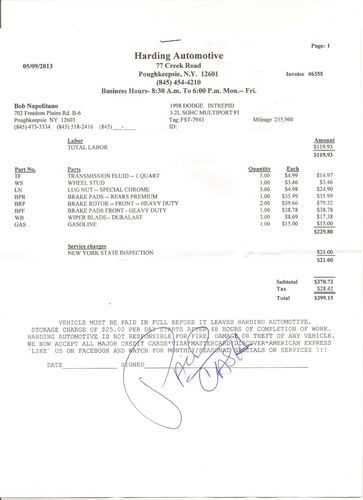 Page: 1
Harding Automotive
05/09/2013
77 Creek Road
Poughkeepsie, N.Y. 12601
(845) 454-4210
Invoice #6355
Business Hours- 8:30 A.m. To 6:00 P.m. Mon.-- Fri.
Bob Napolitano 1998 DODGE INTREPID
702 Freedom Plains Rd. B-6 3.2L SOHC MULTIPORT FI
Poughkeepsie NY 12603 Tag: FST-7943 Mileage 235,960
(845) 473-3334 (845) 518-2416 (845) ___-____ ID:
Labor Amount
TOTAL LABOR $119.93
$119.93
Part No. Parts Quantity Each Amount
TF TRANSMISSION FLUID -- 1 QUART 3.00 $4.99 $14.97
WS WHEEL STUD 1.00 $3.46 $3.46
LN LUG NUT -- SPECIAL CHROME 5.00 $4.98 $24.90
BPR BRAKE PADS -- REARS PREMIUM 1.00 $35.99 $35.99
BRF BRAKE ROTOR -- FRONT -- HEAVY DUTY 2.00 $39.66 $79.32
BPF BRAKE PADS FRONT - HEAVY DUTY 1.00 $38.78 $38.78
WB WIPER BLADE-- DURALAST 2.00 $8.69 $17.38
GAS GASOLINE 1.00 $15.00 $15.00
$229.80
Service charges
NEW YORK STATE INSPECTION $21.00
$21.00
Subtotal $370.73
Tax $28.42
Total $399.15
VEHICLE MUST BE PAID IN FULL BEFORE IT LEAVES HARDING AUTOMOTIVE.
STORAGE CHARGE OF $25.00 PER DAY STARTS AFTER 48 HOURS OF COMPLETION OF WORK.
HARDING AUTOMOTIVE IS NOT RESPONSIBLE FOR FIRE, DAMAGE, OR THEFT OF ANY VEHICLE.
WE NOW ACCEPT ALL MAJOR CREDIT CARDS*VISA*MASTERCARD*DISCOVER*AMERICAN EXPRESS
'LIKE' US ON FACEBOOK AND WATCH FOR MONTHLY/SEASONAL SPECIALS ON SERVICES !!!
DATE SIGNED